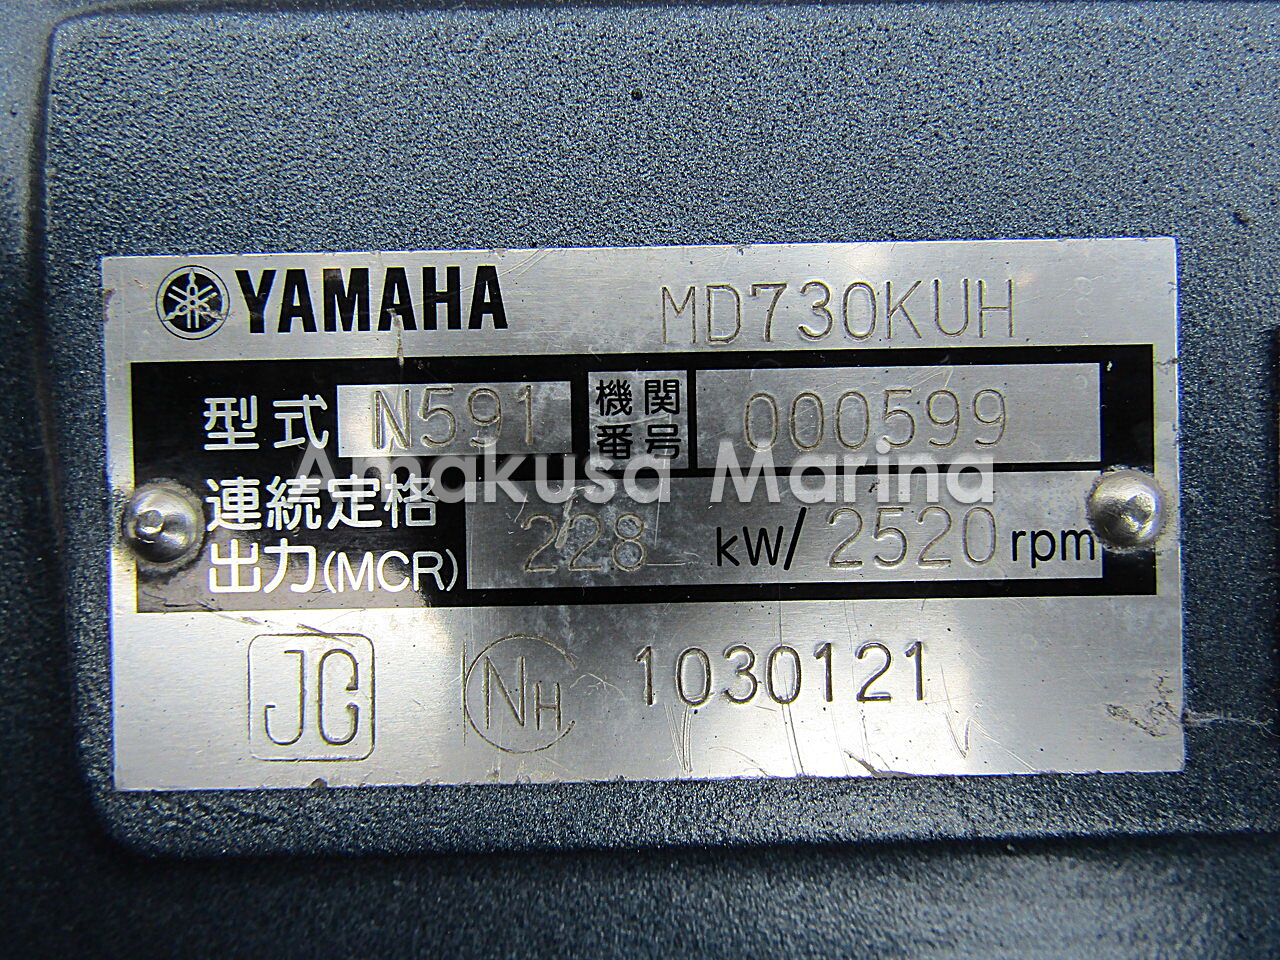 YAMAHA MD730KUH
型式 N591 機関番号 000599
Amakusa Marina
連続定格出力(MCR) 228 kW/ 2520 rpm
JC NH 1030121